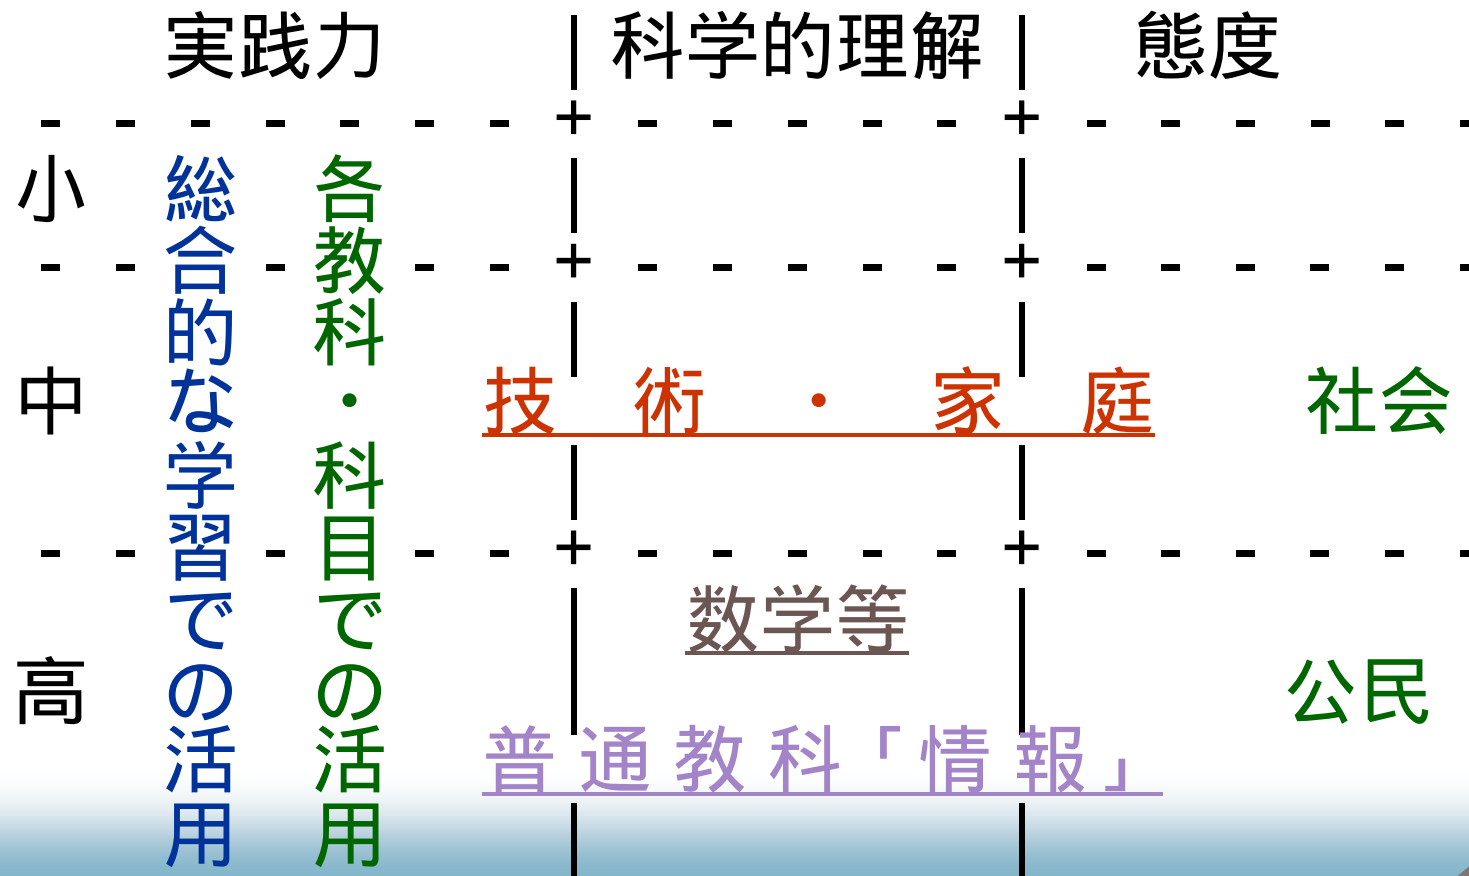 実践力 科学的理解 態度
小
中
高
総合的な学習での活用
各教科・科目での活用
技術・家庭
社会
数学等
公民
普通教科「情報」